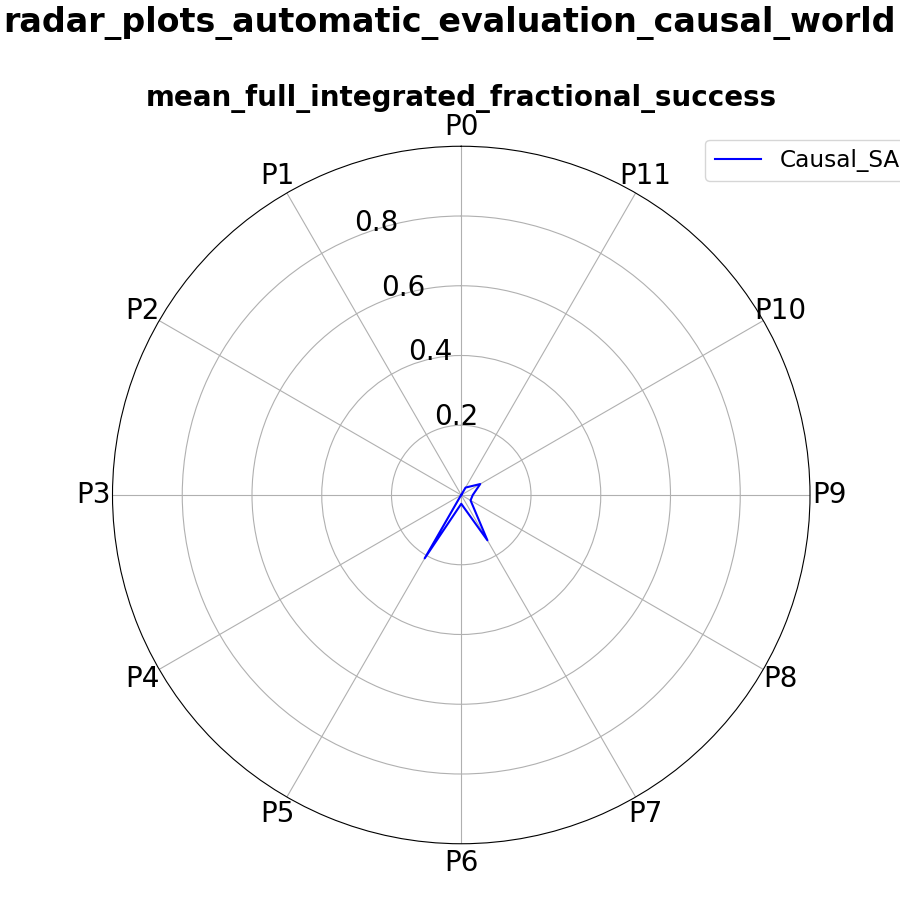 radar_plots_automatic_evaluation_causal_world
mean_full_integrated_fractional_success
P0
P1
P11
Causal_SA
0.8
0.6
P2
P10
0.4
0.2
P3
P9
P4
P8
P5
P7
P6